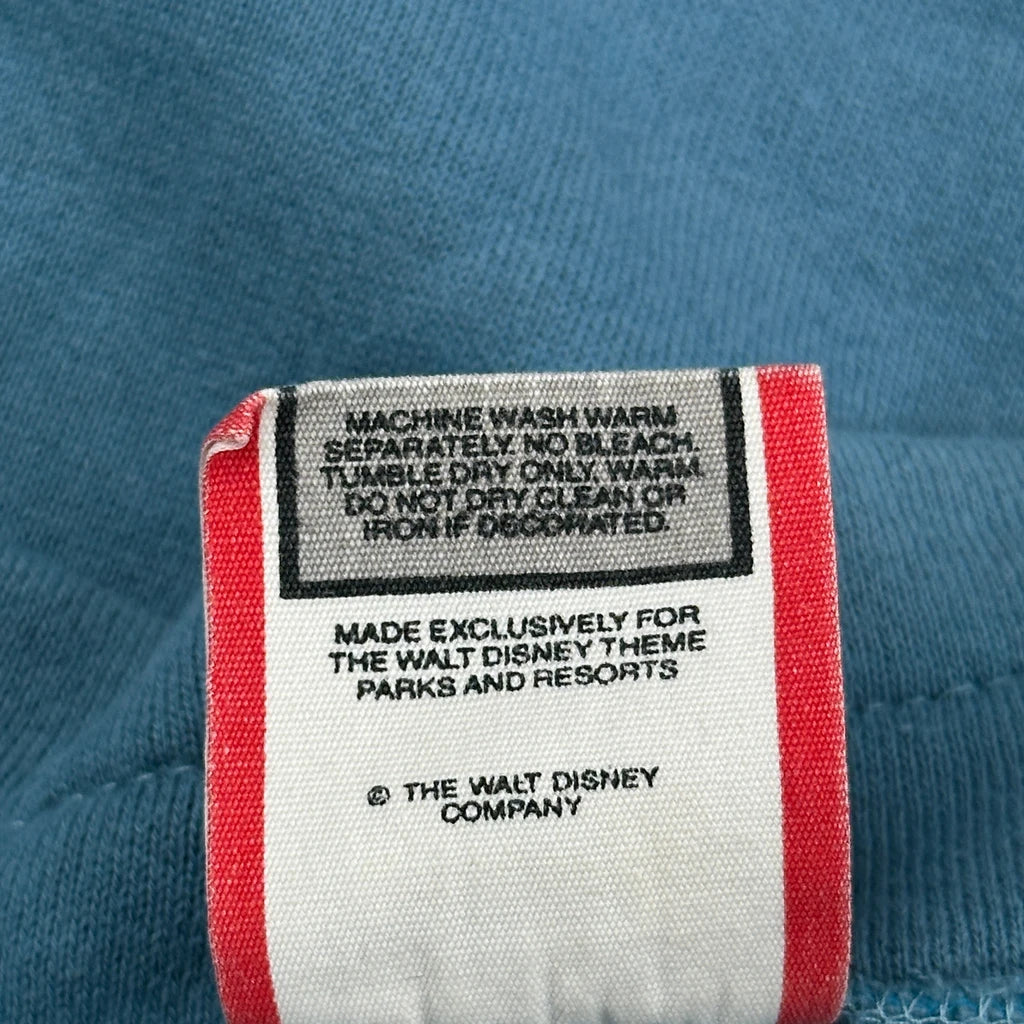 MACHINE WASH WARM
SEPARATELY. NO BLEACH.
TUMBLE DRY ONLY, WARM.
DO NOT DRY CLEAN OR
IRON IF DECORATED.
MADE EXCLUSIVELY FOR
THE WALT DISNEY THEME
PARKS AND RESORTS
© THE WALT DISNEY
COMPANY